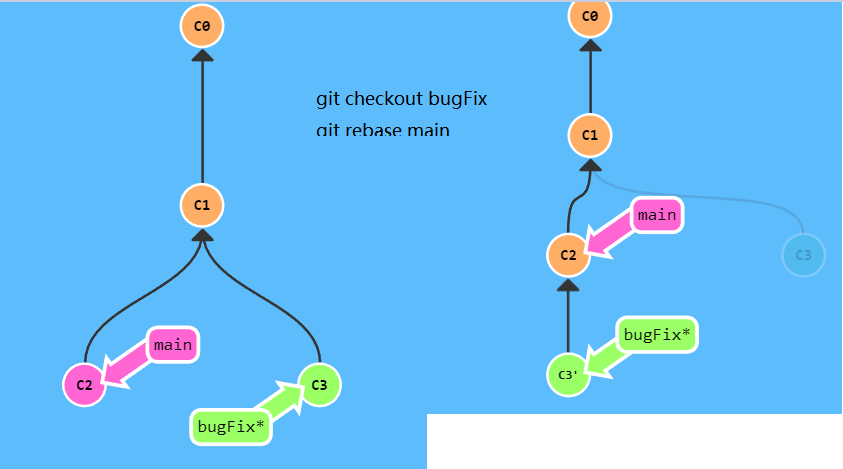 C0
C1
main
C2
C3
bugFix*
git checkout bugFix
git rebase main
C0
C1
main
C2
C3
bugFix*
C3'